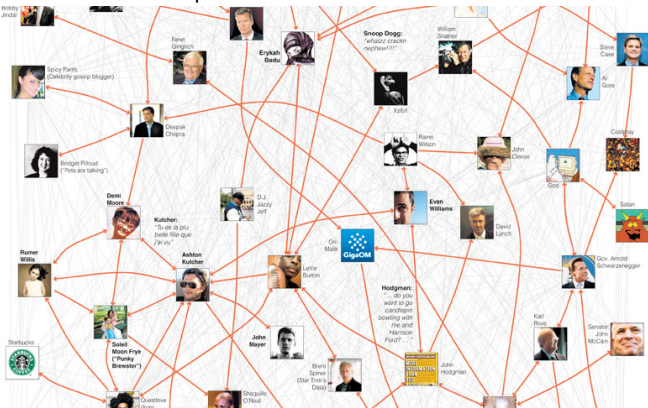 Bobby
Jindal
Newt
Gingrich
Erykah
Badu
Snoop Dogg:
"whatzz crackin
nephew!!!!"
William
Shatner
Steve
Case
Al
Gore
Spicy Pants
(Celebrity gossip blogger)
Kabir
Deepak
Chopra
Rainn
Wilson
John
Cleese
Coldplay
Bridget Pilloud
("Pets are talking")
God
Demi
Moore
D.J.
Jazzy
Jeff
Evan
Williams
Satan
Kutcher:
"Tu es la plu
belle fille que
j'ai vu"
David
Lynch
Om
Malik
GigaOM
Rumer
Willis
Ashton
Kutcher
LeVar
Burton
Gov. Arnold
Schwarzenegger
Hodgman:
". . . do you
want to go
candlepin
bowling with
me and
Harrison
Ford? . . ."
Karl
Rove
Senator
John
McCain
Soleil
Moon Frye
("Punky
Brewster")
John
Mayer
Starbucks
Brent
Spiner
(Star Trek's
Data)
John
Hodgman
Questlove
Shaquille
O'Neal